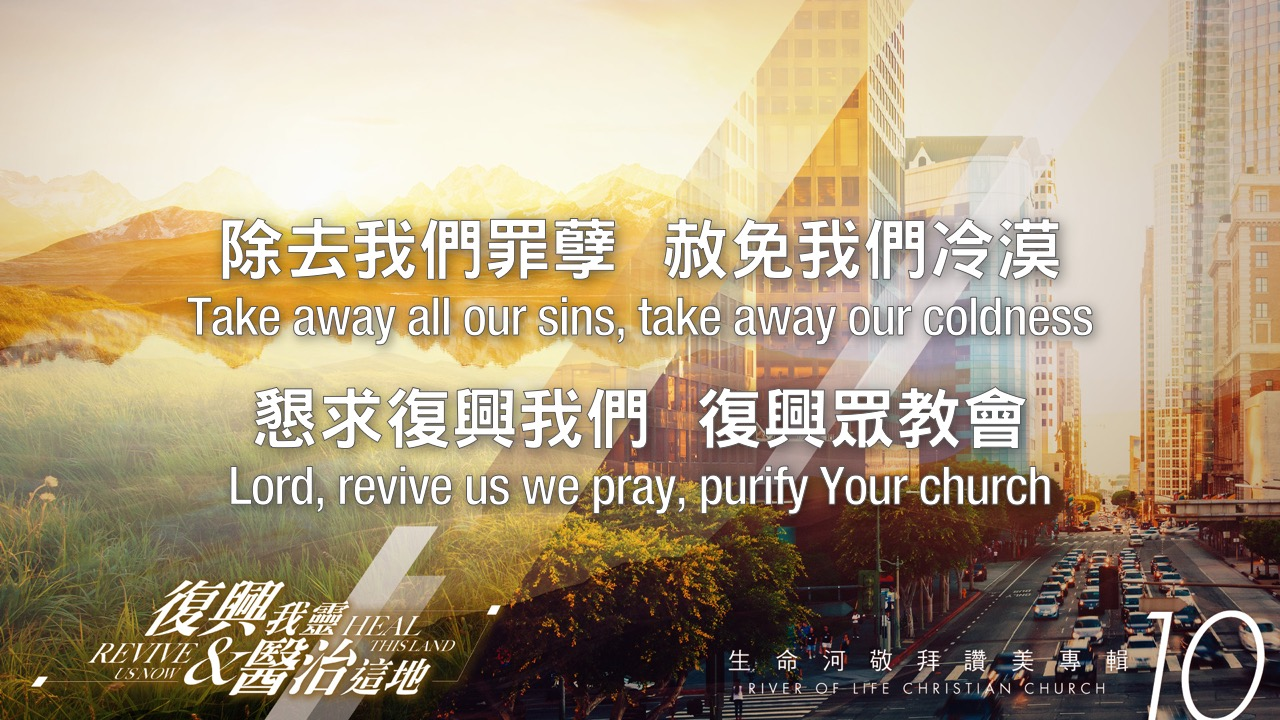 除去我們罪孽 赦免我們冷漠
Take away all our sins, take away our coldness
懇求復興我們 復興眾教會
Lord, revive us we pray, purify Your church
復興我靈 HEAL THIS LAND
REVIVE US NOW & 醫治這地
生命河敬拜讚美專輯 10
RIVER OF LIFE CHRISTIAN CHURCH